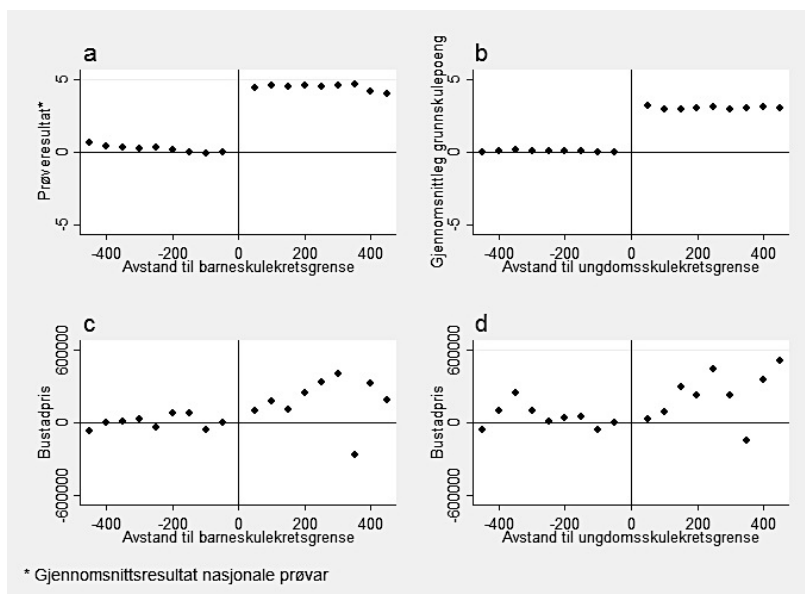 a
Prøveresultat*
5
0
-5
-400 -200 0 200 400
Avstand til barneskulekretsgrense
b
Gjennomsnittleg grunnskulepoeng
5
0
-5
-400 -200 0 200 400
Avstand til ungdomsskulekretsgrense
c
Bustadpris
600000
0
-600000
-400 -200 0 200 400
Avstand til barneskulekretsgrense
d
Bustadpris
600000
0
-600000
-400 -200 0 200 400
Avstand til ungdomsskulekretsgrense
* Gjennomsnittsresultat nasjonale prøvar